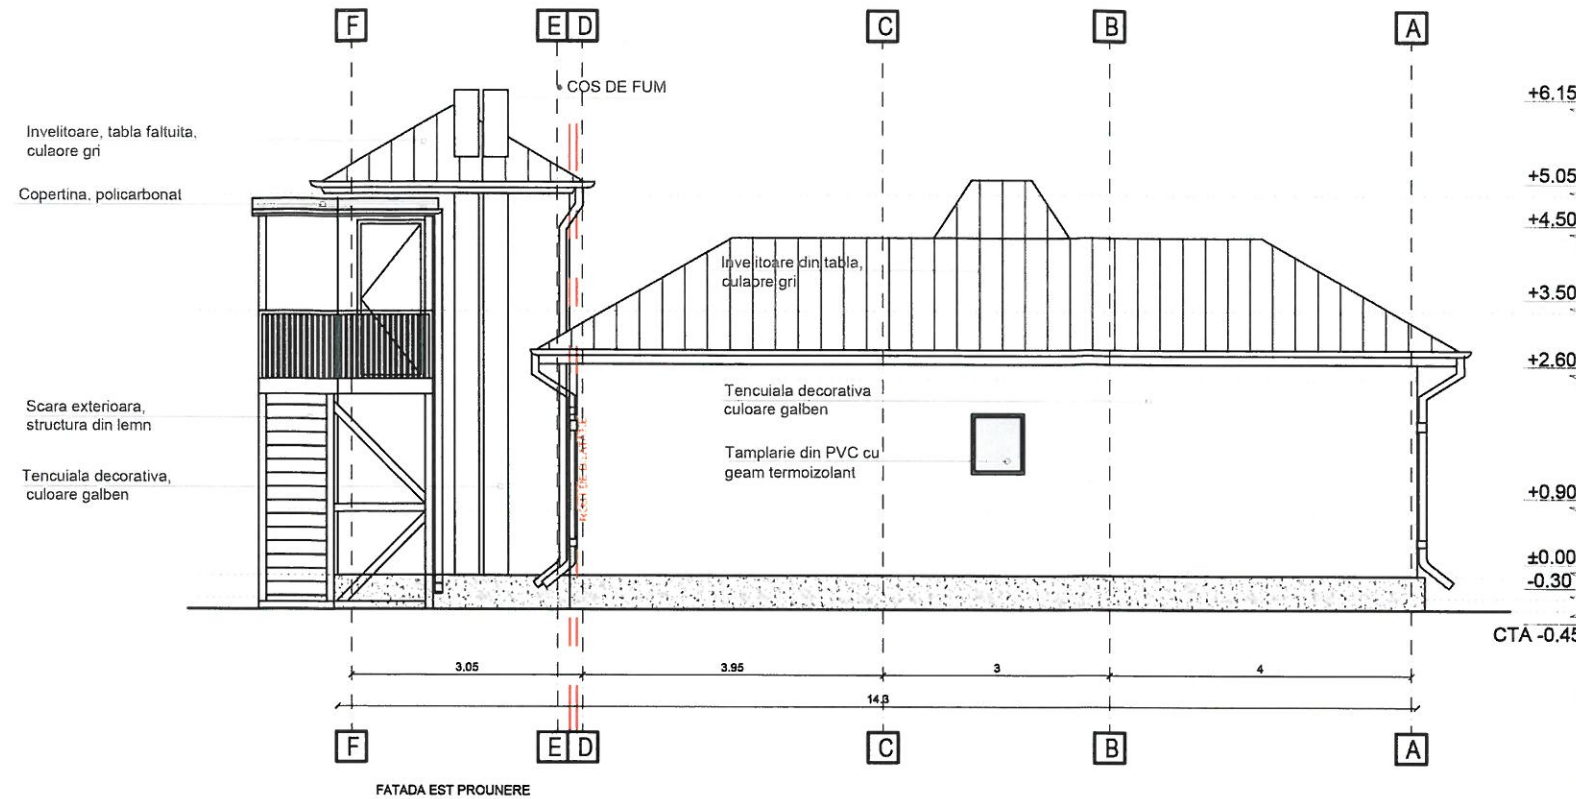 F
E
D
C
B
A
COS DE FUM
+6.15
Invelitoare, tabla faltuita,
culaore gri
+5.05
Copertina, policarbonat
+4.50
Invelitoare din tabla,
culaore gri
+3.50
+2.60
Tencuiala decorativa
culoare galben
Scara exterioara,
structura din lemn
Tamplarie din PVC cu
geam termoizolant
Tencuiala decorativa,
culoare galben
+0.90
±0.00
-0.30
CTA -0.45
3.05
3.95
3
4
14.3
F
E
D
C
B
A
FATADA EST PROUNERE